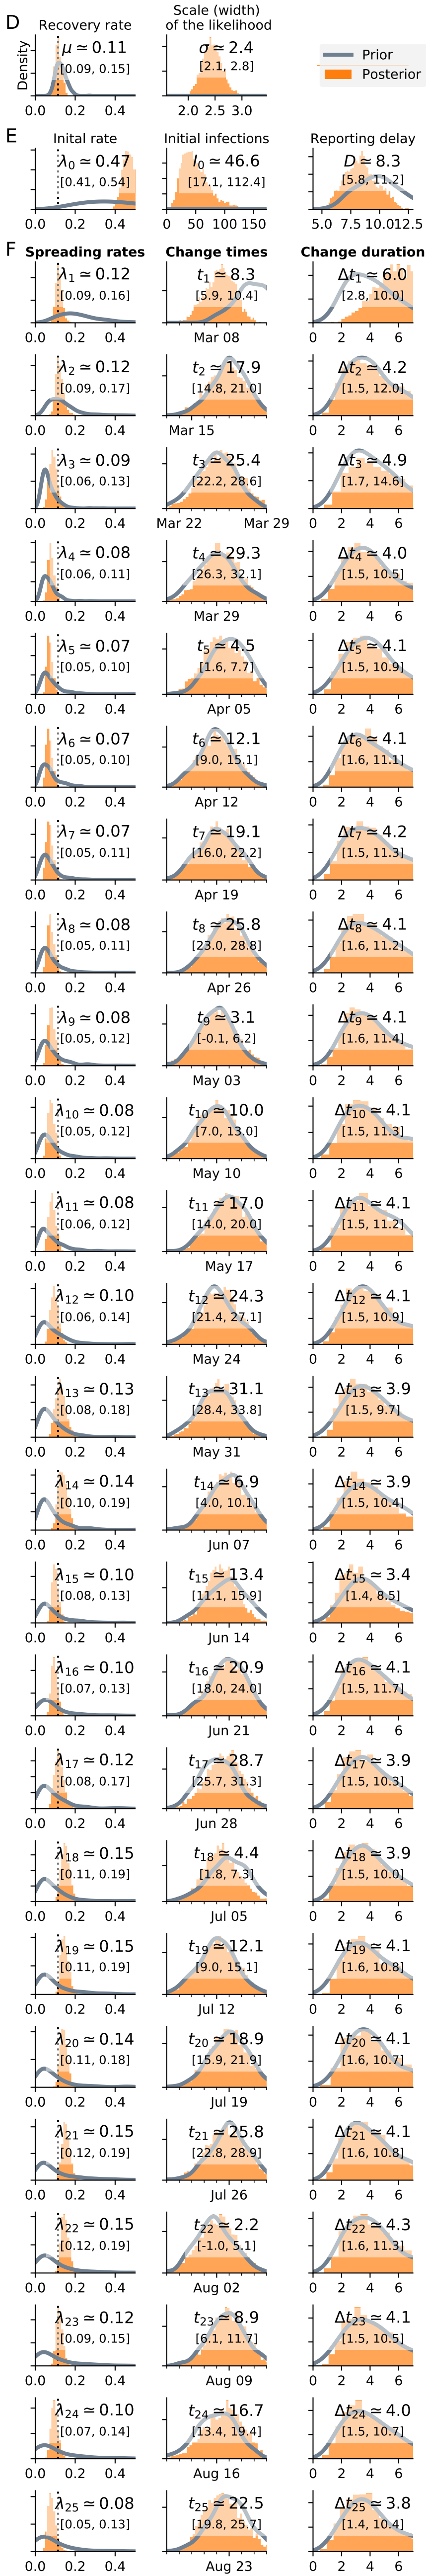 D
Recovery rate
Scale (width)
of the likelihood
Density
μ ≃ 0.11
[0.09, 0.15]
σ ≃ 2.4
[2.1, 2.8]
Prior
Posterior
0.0 0.2 0.4
2.0 2.5 3.0
E
Inital rate
Initial infections
Reporting delay
λ0 ≃ 0.47
[0.41, 0.54]
I0 ≃ 46.6
[17.1, 112.4]
D ≃ 8.3
[5.8, 11.2]
0.0 0.2 0.4
0 50 100 150
5.0 7.5 10.0 12.5
F
Spreading rates
Change times
Change duration
λ1 ≃ 0.12
[0.09, 0.16]
t1 ≃ 8.3
[5.9, 10.4]
Δt1 ≃ 6.0
[2.8, 10.0]
0.0 0.2 0.4
Mar 08
0 2 4 6
λ2 ≃ 0.12
[0.09, 0.17]
t2 ≃ 17.9
[14.8, 21.0]
Δt2 ≃ 4.2
[1.5, 12.0]
0.0 0.2 0.4
Mar 15
0 2 4 6
λ3 ≃ 0.09
[0.06, 0.13]
t3 ≃ 25.4
[22.2, 28.6]
Δt3 ≃ 4.9
[1.7, 14.6]
0.0 0.2 0.4
Mar 22 Mar 29
0 2 4 6
λ4 ≃ 0.08
[0.06, 0.11]
t4 ≃ 29.3
[26.3, 32.1]
Δt4 ≃ 4.0
[1.5, 10.5]
0.0 0.2 0.4
Mar 29
0 2 4 6
λ5 ≃ 0.07
[0.05, 0.10]
t5 ≃ 4.5
[1.6, 7.7]
Δt5 ≃ 4.1
[1.5, 10.9]
0.0 0.2 0.4
Apr 05
0 2 4 6
λ6 ≃ 0.07
[0.05, 0.10]
t6 ≃ 12.1
[9.0, 15.1]
Δt6 ≃ 4.1
[1.6, 11.1]
0.0 0.2 0.4
Apr 12
0 2 4 6
λ7 ≃ 0.07
[0.05, 0.11]
t7 ≃ 19.1
[16.0, 22.2]
Δt7 ≃ 4.2
[1.5, 11.3]
0.0 0.2 0.4
Apr 19
0 2 4 6
λ8 ≃ 0.08
[0.05, 0.11]
t8 ≃ 25.8
[23.0, 28.8]
Δt8 ≃ 4.1
[1.6, 11.2]
0.0 0.2 0.4
Apr 26
0 2 4 6
λ9 ≃ 0.08
[0.05, 0.12]
t9 ≃ 3.1
[-0.1, 6.2]
Δt9 ≃ 4.1
[1.6, 11.4]
0.0 0.2 0.4
May 03
0 2 4 6
λ10 ≃ 0.08
[0.05, 0.12]
t10 ≃ 10.0
[7.0, 13.0]
Δt10 ≃ 4.1
[1.5, 11.3]
0.0 0.2 0.4
May 10
0 2 4 6
λ11 ≃ 0.08
[0.06, 0.12]
t11 ≃ 17.0
[14.0, 20.0]
Δt11 ≃ 4.1
[1.5, 11.2]
0.0 0.2 0.4
May 17
0 2 4 6
λ12 ≃ 0.10
[0.06, 0.14]
t12 ≃ 24.3
[21.4, 27.1]
Δt12 ≃ 4.1
[1.5, 10.9]
0.0 0.2 0.4
May 24
0 2 4 6
λ13 ≃ 0.13
[0.08, 0.18]
t13 ≃ 31.1
[28.4, 33.8]
Δt13 ≃ 3.9
[1.5, 9.7]
0.0 0.2 0.4
May 31
0 2 4 6
λ14 ≃ 0.14
[0.10, 0.19]
t14 ≃ 6.9
[4.0, 10.1]
Δt14 ≃ 3.9
[1.5, 10.4]
0.0 0.2 0.4
Jun 07
0 2 4 6
λ15 ≃ 0.10
[0.08, 0.13]
t15 ≃ 13.4
[11.1, 15.9]
Δt15 ≃ 3.4
[1.4, 8.5]
0.0 0.2 0.4
Jun 14
0 2 4 6
λ16 ≃ 0.10
[0.07, 0.13]
t16 ≃ 20.9
[18.0, 24.0]
Δt16 ≃ 4.1
[1.5, 11.7]
0.0 0.2 0.4
Jun 21
0 2 4 6
λ17 ≃ 0.12
[0.08, 0.17]
t17 ≃ 28.7
[25.7, 31.3]
Δt17 ≃ 3.9
[1.5, 10.3]
0.0 0.2 0.4
Jun 28
0 2 4 6
λ18 ≃ 0.15
[0.11, 0.19]
t18 ≃ 4.4
[1.8, 7.3]
Δt18 ≃ 3.9
[1.5, 10.0]
0.0 0.2 0.4
Jul 05
0 2 4 6
λ19 ≃ 0.15
[0.11, 0.19]
t19 ≃ 12.1
[9.0, 15.1]
Δt19 ≃ 4.1
[1.6, 10.8]
0.0 0.2 0.4
Jul 12
0 2 4 6
λ20 ≃ 0.14
[0.11, 0.18]
t20 ≃ 18.9
[15.9, 21.9]
Δt20 ≃ 4.1
[1.6, 10.7]
0.0 0.2 0.4
Jul 19
0 2 4 6
λ21 ≃ 0.15
[0.12, 0.19]
t21 ≃ 25.8
[22.8, 28.9]
Δt21 ≃ 4.1
[1.6, 10.8]
0.0 0.2 0.4
Jul 26
0 2 4 6
λ22 ≃ 0.15
[0.12, 0.19]
t22 ≃ 2.2
[-1.0, 5.1]
Δt22 ≃ 4.3
[1.6, 11.3]
0.0 0.2 0.4
Aug 02
0 2 4 6
λ23 ≃ 0.12
[0.09, 0.15]
t23 ≃ 8.9
[6.1, 11.7]
Δt23 ≃ 4.1
[1.5, 10.5]
0.0 0.2 0.4
Aug 09
0 2 4 6
λ24 ≃ 0.10
[0.07, 0.14]
t24 ≃ 16.7
[13.4, 19.4]
Δt24 ≃ 4.0
[1.5, 10.7]
0.0 0.2 0.4
Aug 16
0 2 4 6
λ25 ≃ 0.08
[0.05, 0.13]
t25 ≃ 22.5
[19.8, 25.7]
Δt25 ≃ 3.8
[1.4, 10.4]
0.0 0.2 0.4
Aug 23
0 2 4 6